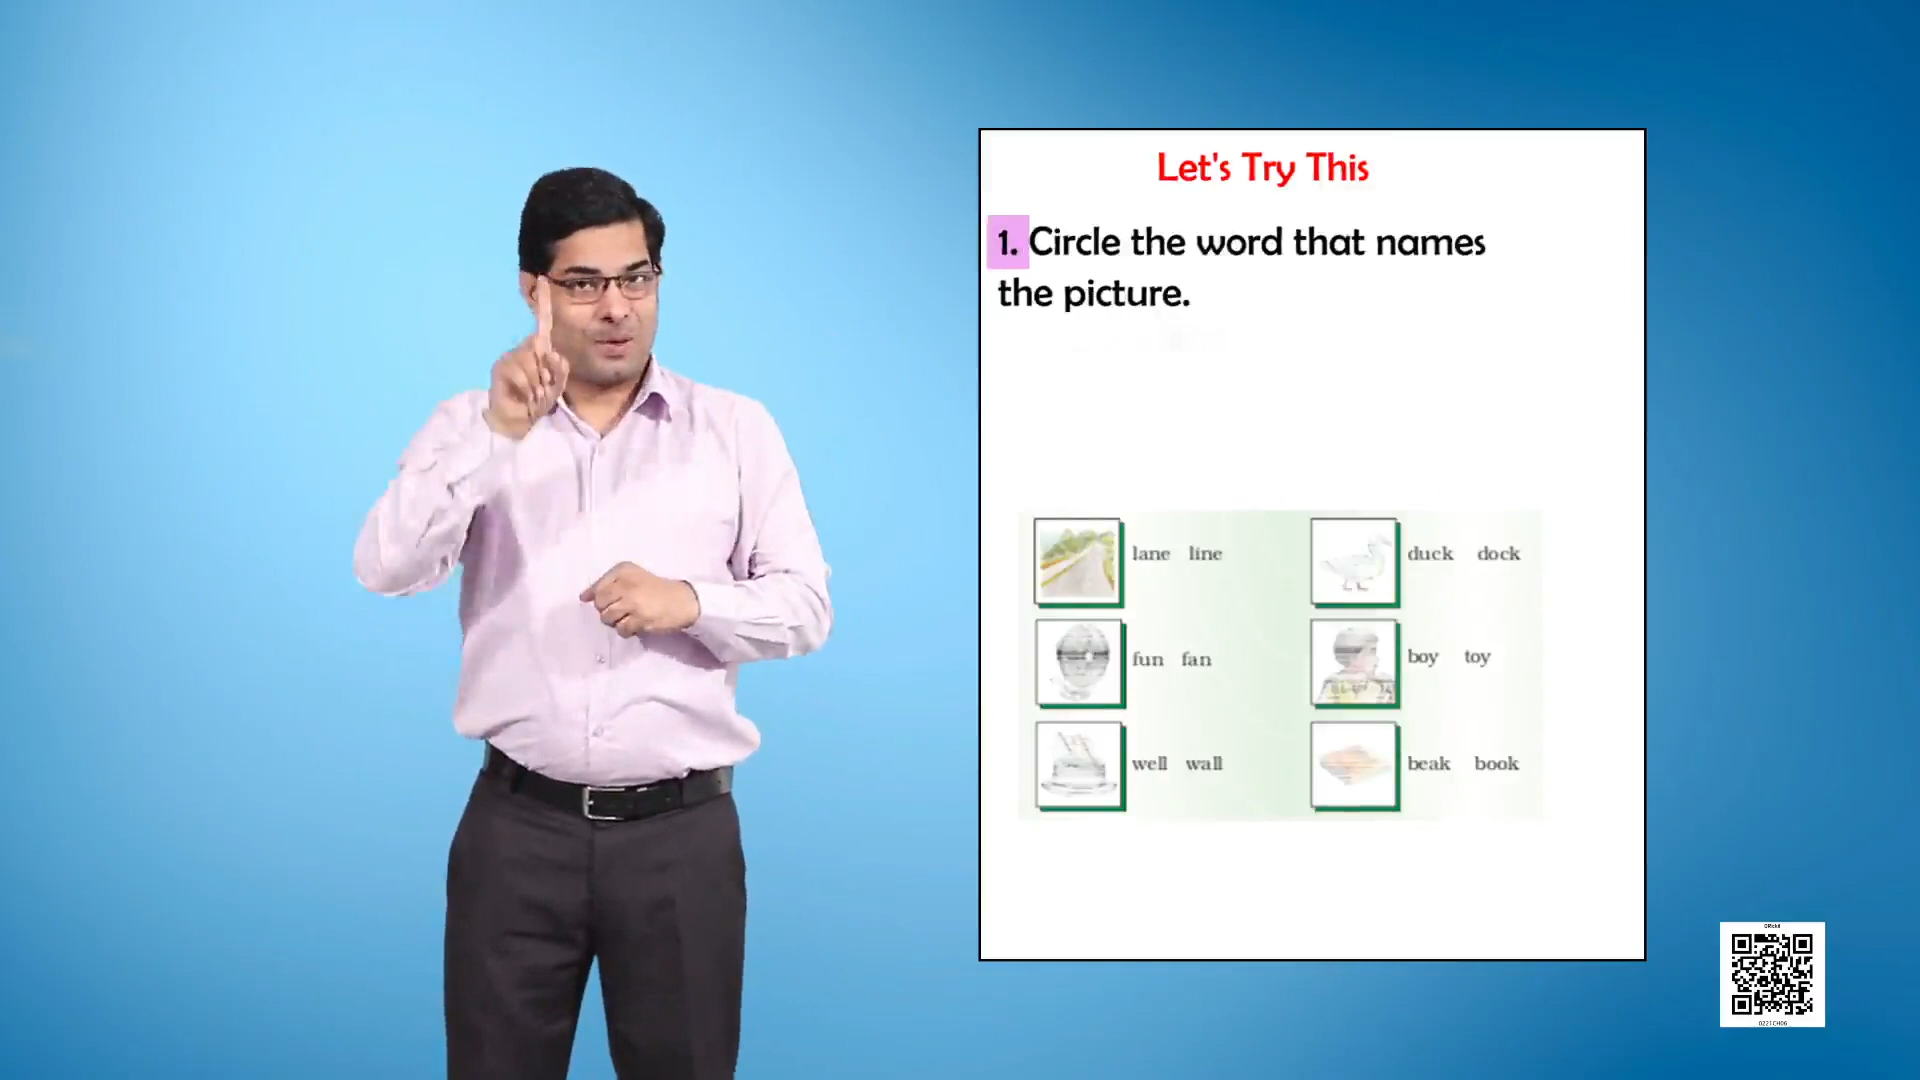 Let's Try This
1. Circle the word that names
the picture.
lane line
duck dock
fun fan
boy toy
well wall
beak book
0221CH06